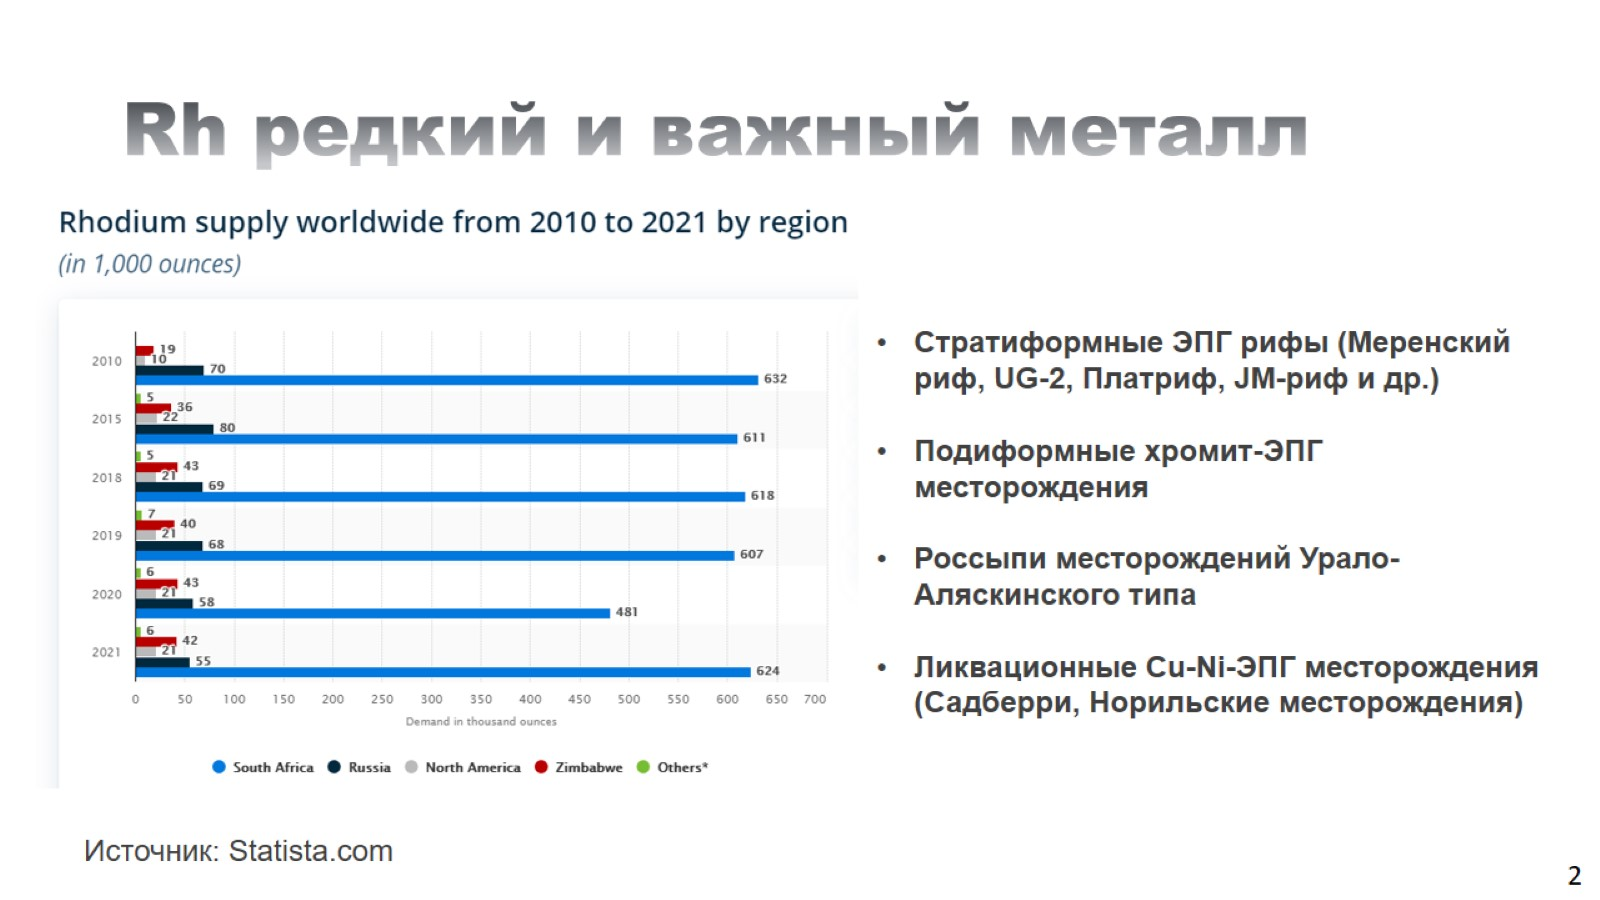 Rh редкий и важный металл
Rhodium supply worldwide from 2010 to 2021 by region
(in 1,000 ounces)
2010
19
10
70
632
2015
5
36
22
80
611
2018
5
43
21
69
618
2019
7
40
21
68
607
2020
6
43
21
58
481
2021
6
42
21
55
624
0 50 100 150 200 250 300 350 400 450 500 550 600 650 700
Demand in thousand ounces
South Africa Russia North America Zimbabwe Others*
• Стратиформные ЭПГ рифы (Меренский
риф, UG-2, Платриф, JM-риф и др.)
• Подиформные хромит-ЭПГ
месторождения
• Россыпи месторождений Урало-
Аляскинского типа
• Ликвационные Cu-Ni-ЭПГ месторождения
(Садберри, Норильские месторождения)
Источник: Statista.com
2